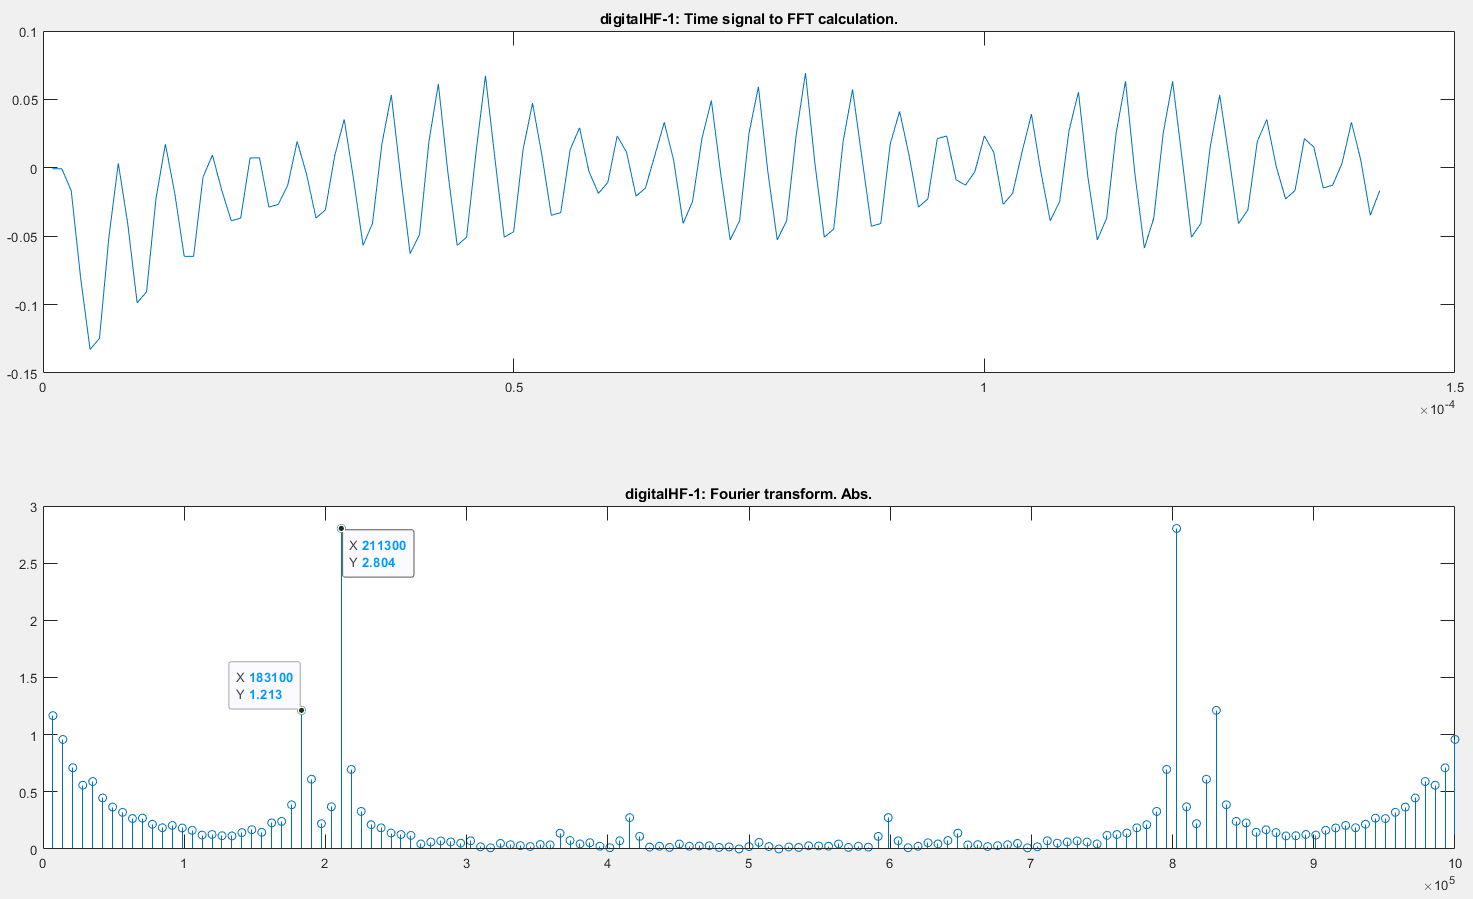 digitalHF-1: Time signal to FFT calculation.
0.1
0.05
0
-0.05
-0.1
-0.15
0 0.5 1 1.5
×10-4
digitalHF-1: Fourier transform. Abs.
3
2.5
2
1.5
1
0.5
0
X 211300
Y 2.804
X 183100
Y 1.213
0 1 2 3 4 5 6 7 8 9 10
×105